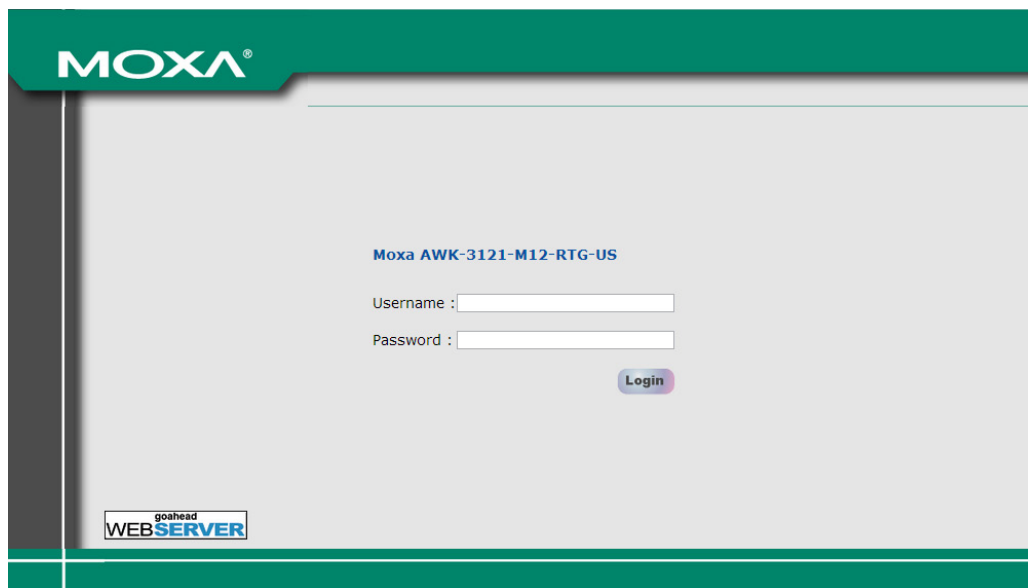 MOXA®
Moxa AWK-3121-M12-RTG-US
Username :
Password :
Login
goahead
WEBSERVER